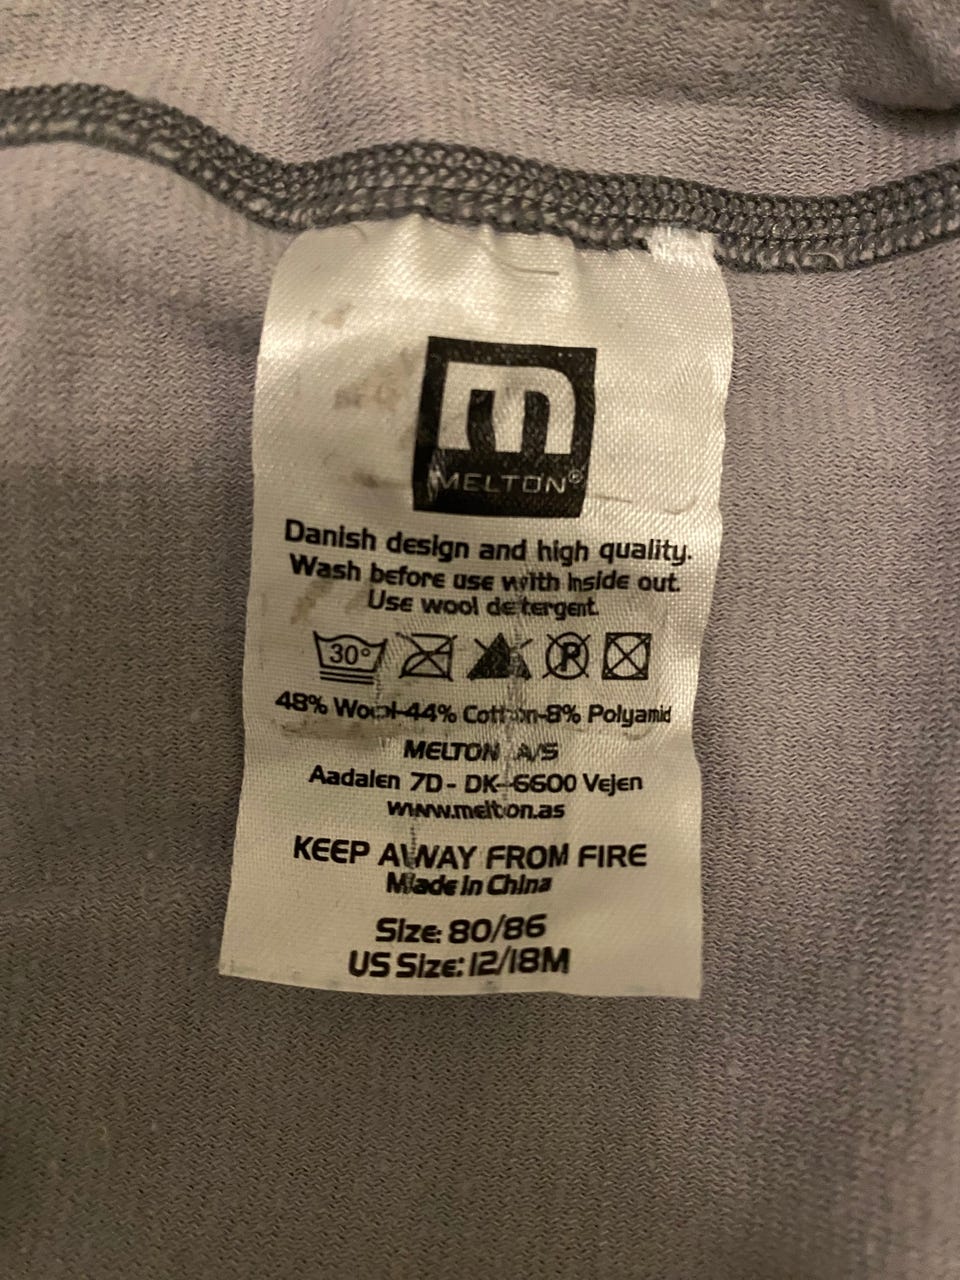 m
MELTON®
Danish design and high quality.
Wash before use with inside out.
Use wool detergent.
30° P
48% Wool-44% Cotton-8% Polyamid
MELTON A/S
Aadalen 7D - DK-6600 Vejen
www.melton.as
KEEP AWAY FROM FIRE
Made in China
Size: 80/86
US Size: 12/18M